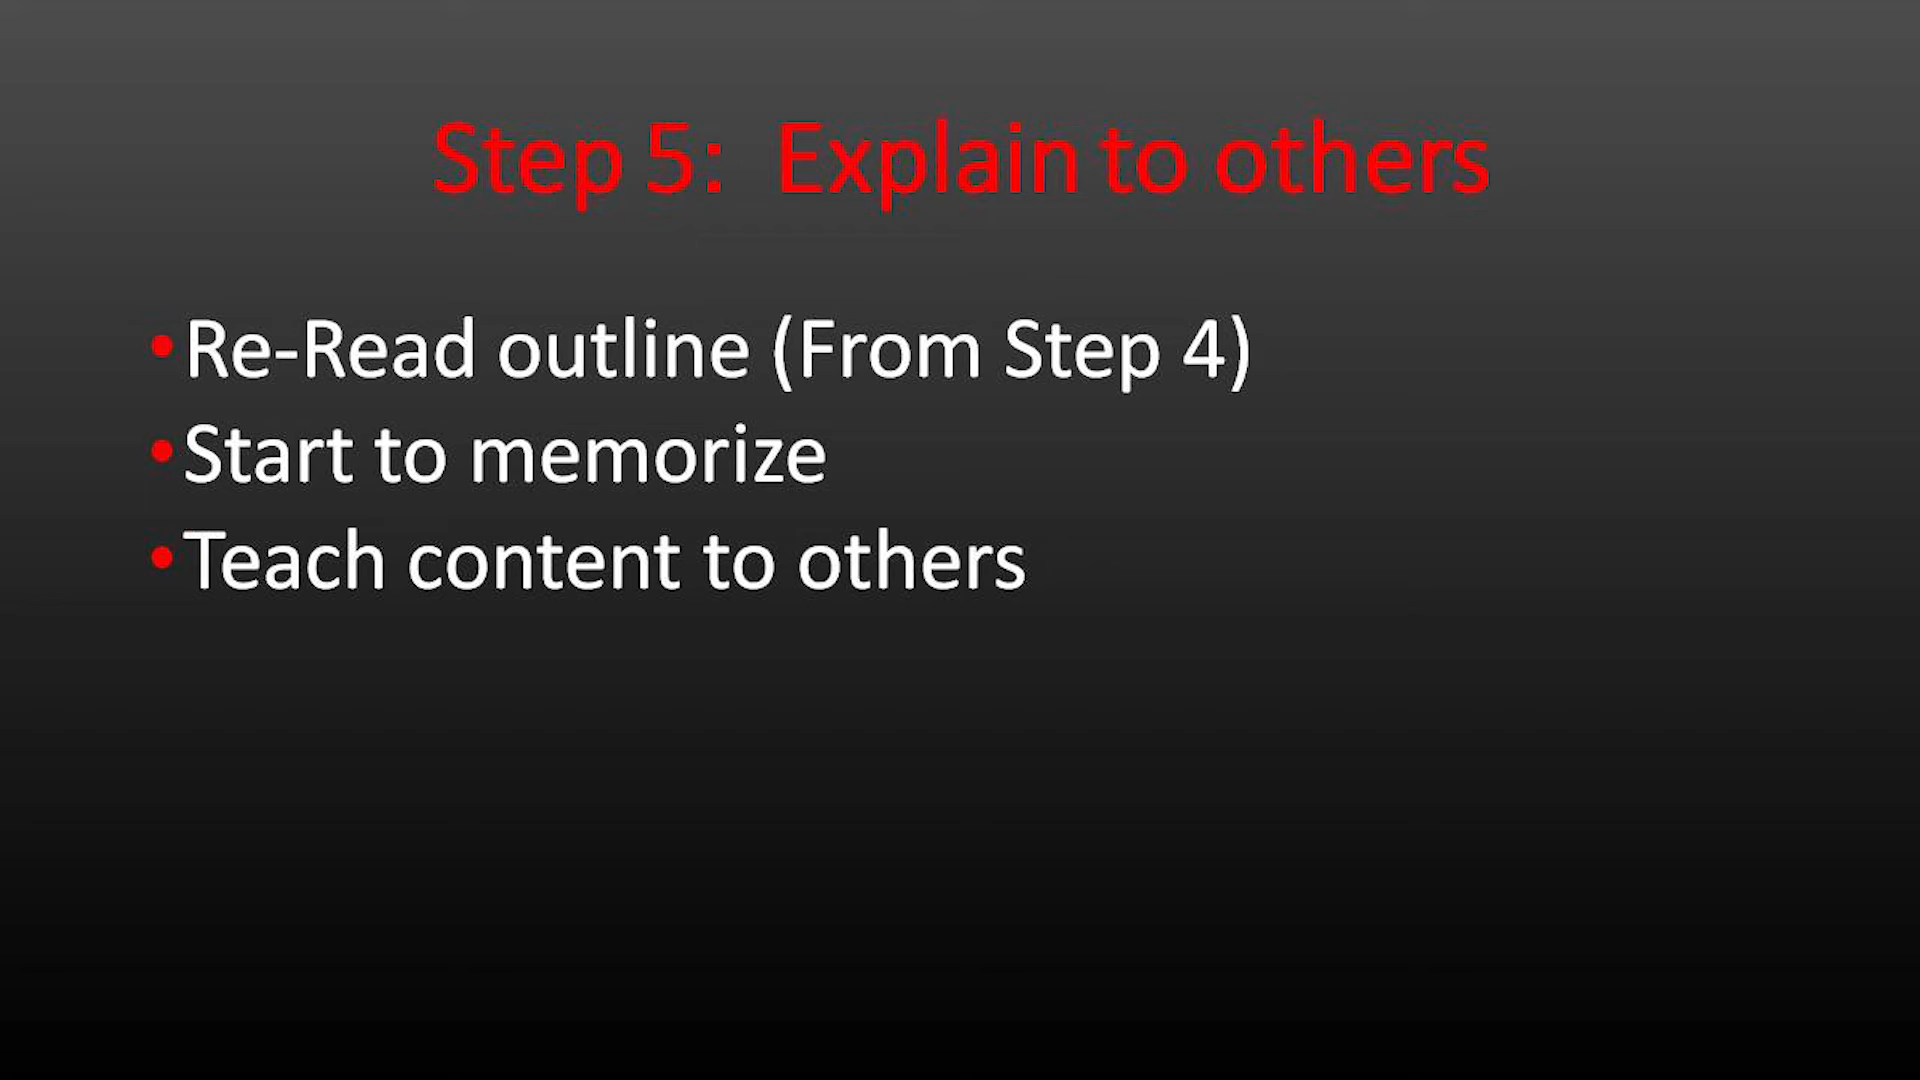 Step 5:  Explain to others
•Re-Read outline (From Step 4)
•Start to memorize
•Teach content to others